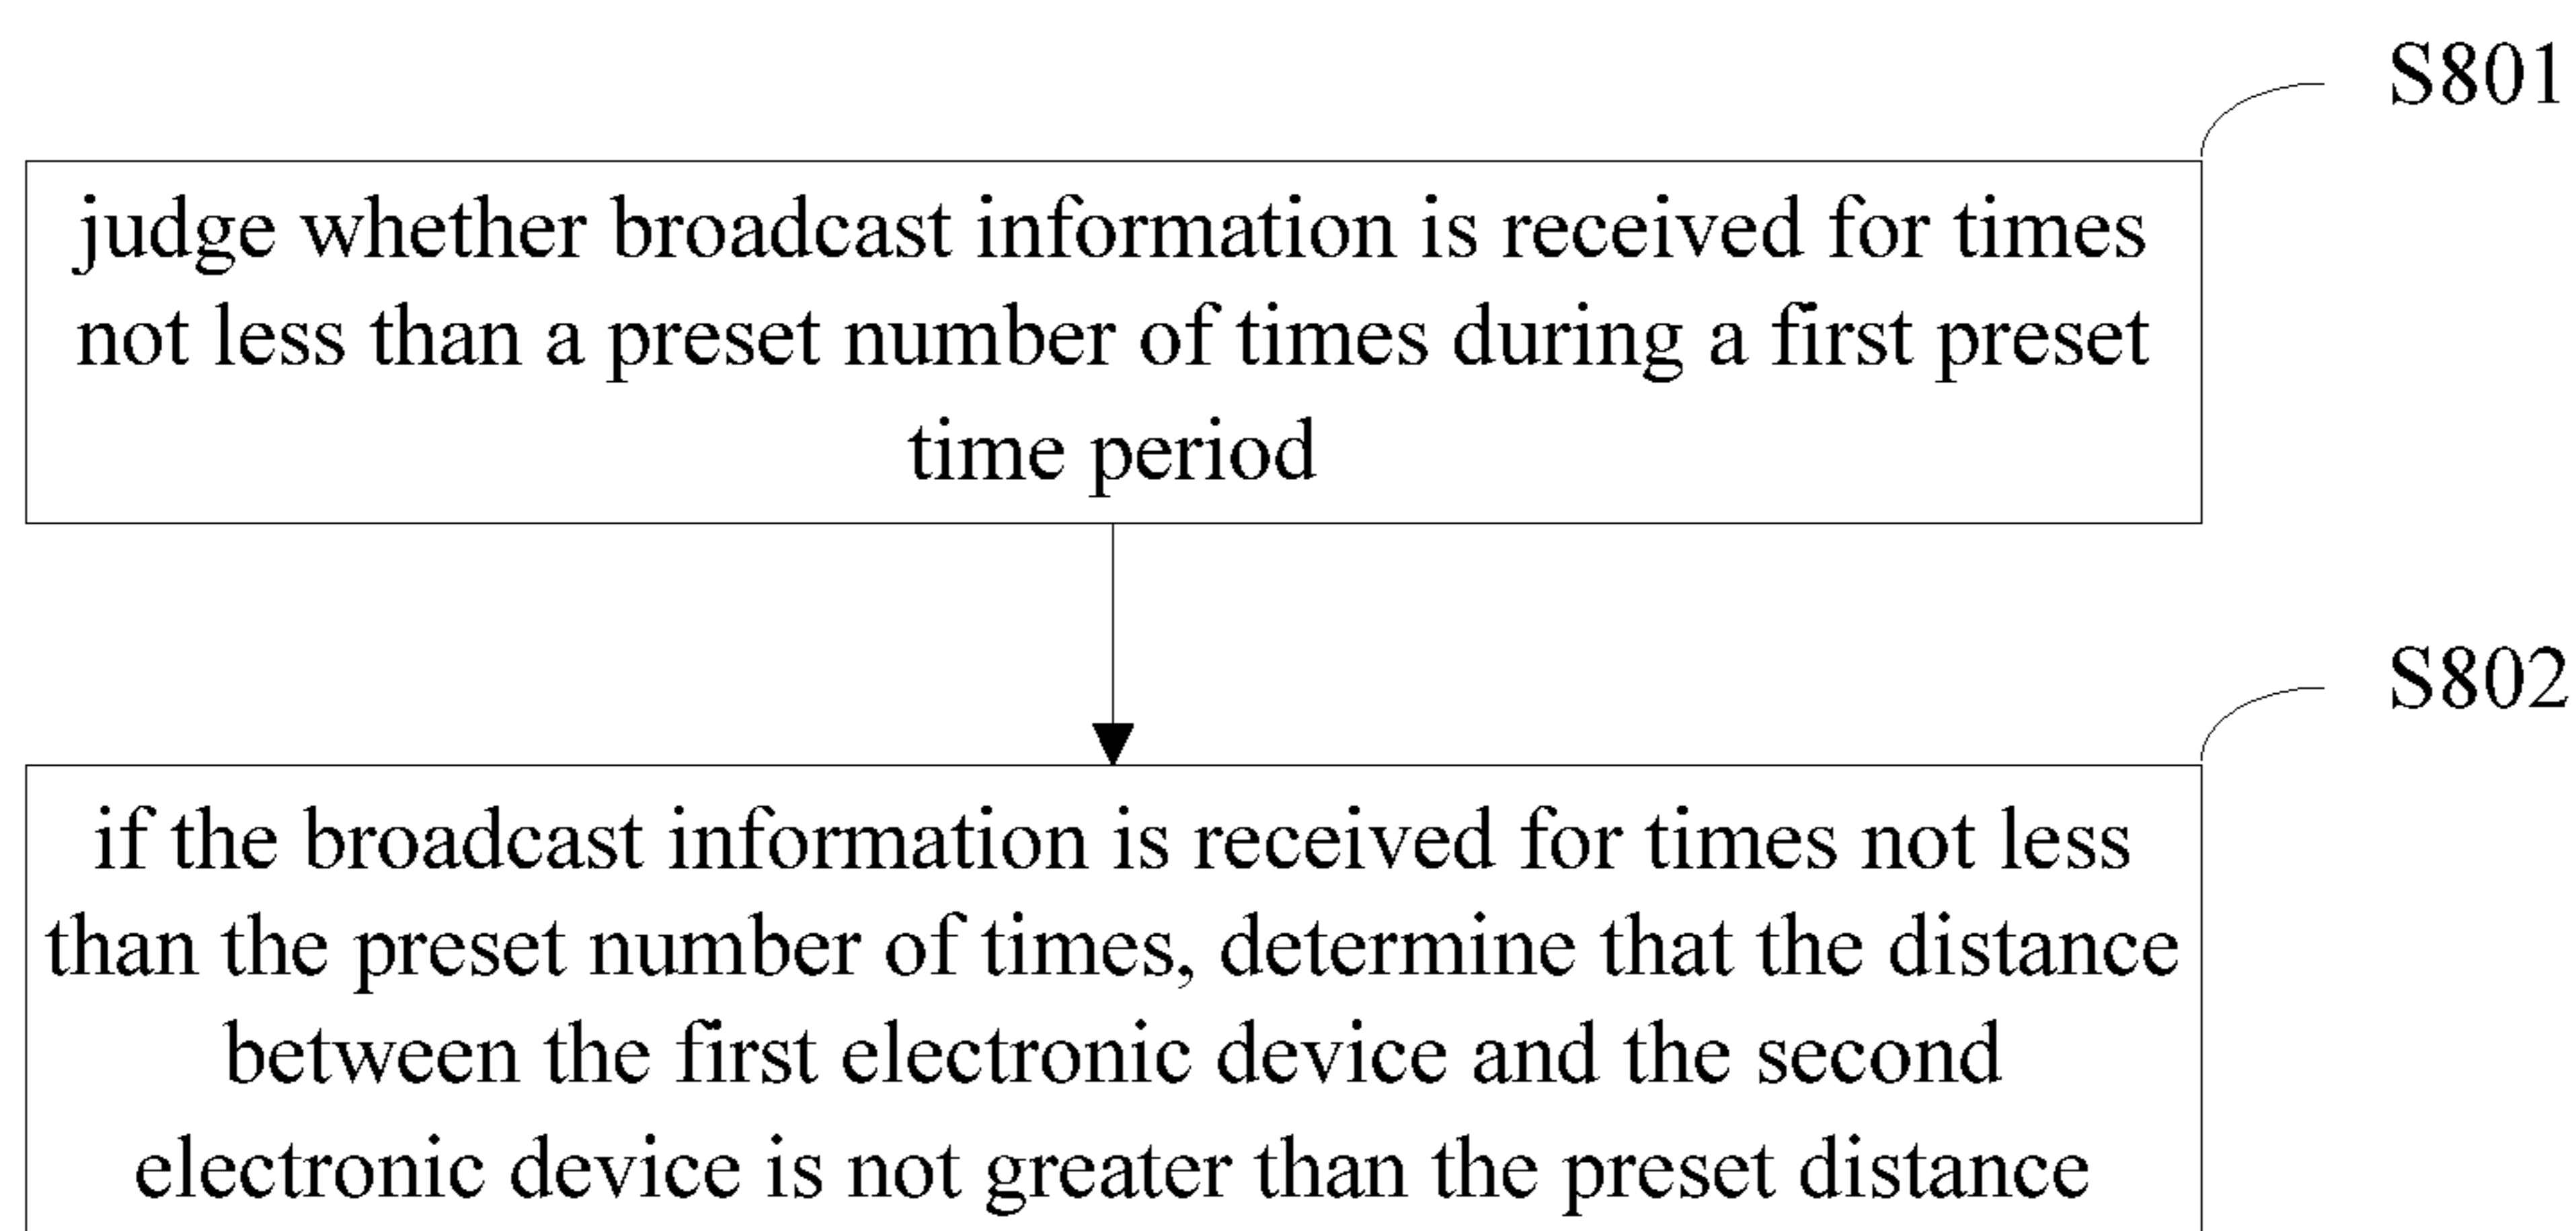 S801
judge whether broadcast information is received for times
not less than a preset number of times during a first preset
time period
S802
if the broadcast information is received for times not less
than the preset number of times, determine that the distance
between the first electronic device and the second
electronic device is not greater than the preset distance